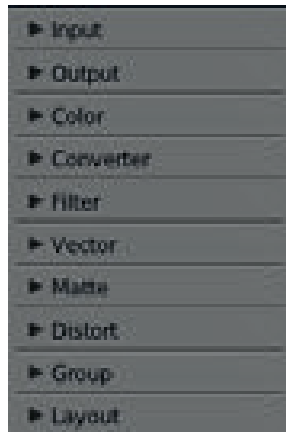 Input
Output
Color
Converter
Filter
Vector
Matte
Distort
Group
Layout